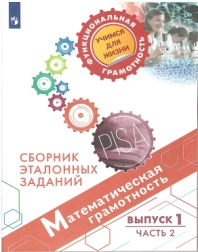 ФУНКЦИОНАЛЬНАЯ
УЧИМСЯ ДЛЯ ЖИЗНИ
ГРАМОТНОСТЬ
PISA
СБОРНИК
ЭТАЛОННЫХ
ЗАДАНИЙ
Математическая
грамотность
ВЫПУСК 1
ЧАСТЬ 2